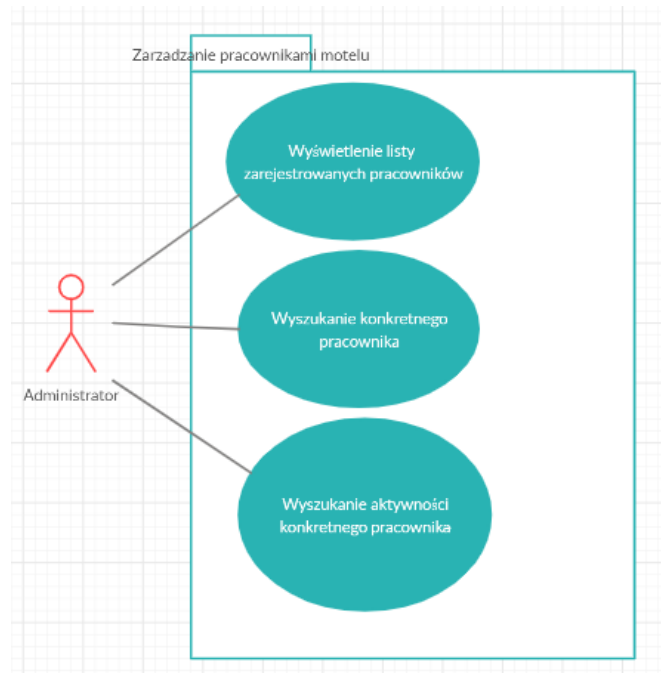 Zarzadzanie pracownikami motelu
Wyświetlenie listy
zarejestrowanych pracowników
Wyszukanie konkretnego
pracownika
Administrator
Wyszukanie aktywności
konkretnego pracownika